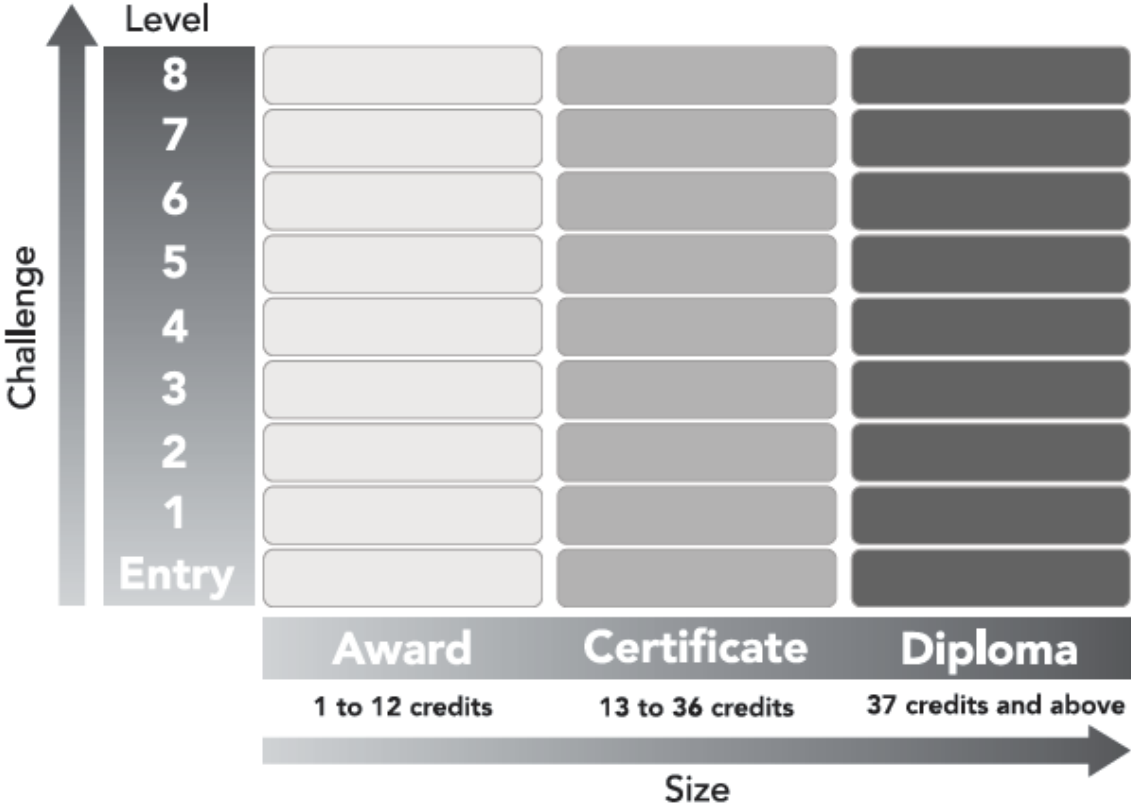 Level
8
7
6
5
4
3
2
1
Entry
Challenge
Award Certificate Diploma
1 to 12 credits 13 to 36 credits 37 credits and above
Size